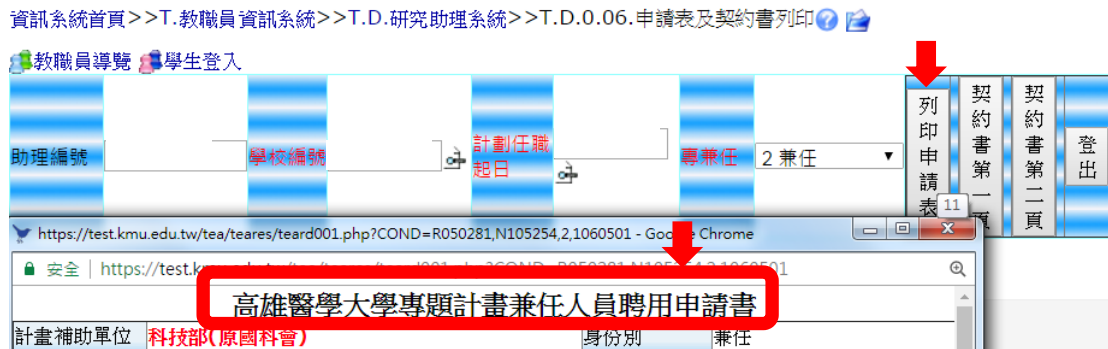 資訊系統首頁>>T.教職員資訊系統>>T.D.研究助理系統>>T.D.0.06.申請表及契約書列印
教職員導覽 學生登入
助理編號 學校編號 計劃任職起日 專兼任 2 兼任 列印申請表 契約書第一頁 契約書第二頁 登出
11
https://test.kmu.edu.tw/tea/teares/teard001.php?COND=R050281,N105254,2,1060501 - Google Chrome
安全 | https://test.k
1060501
高雄醫學大學專題計畫兼任人員聘用申請書
計畫補助單位 科技部(原國科會) 身份別 兼任